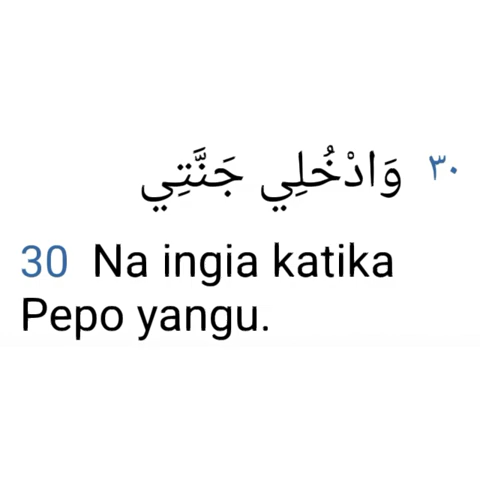 ٣٠ وَادْخُلِي جَنَّتِي
30 Na ingia katika
Pepo yangu.